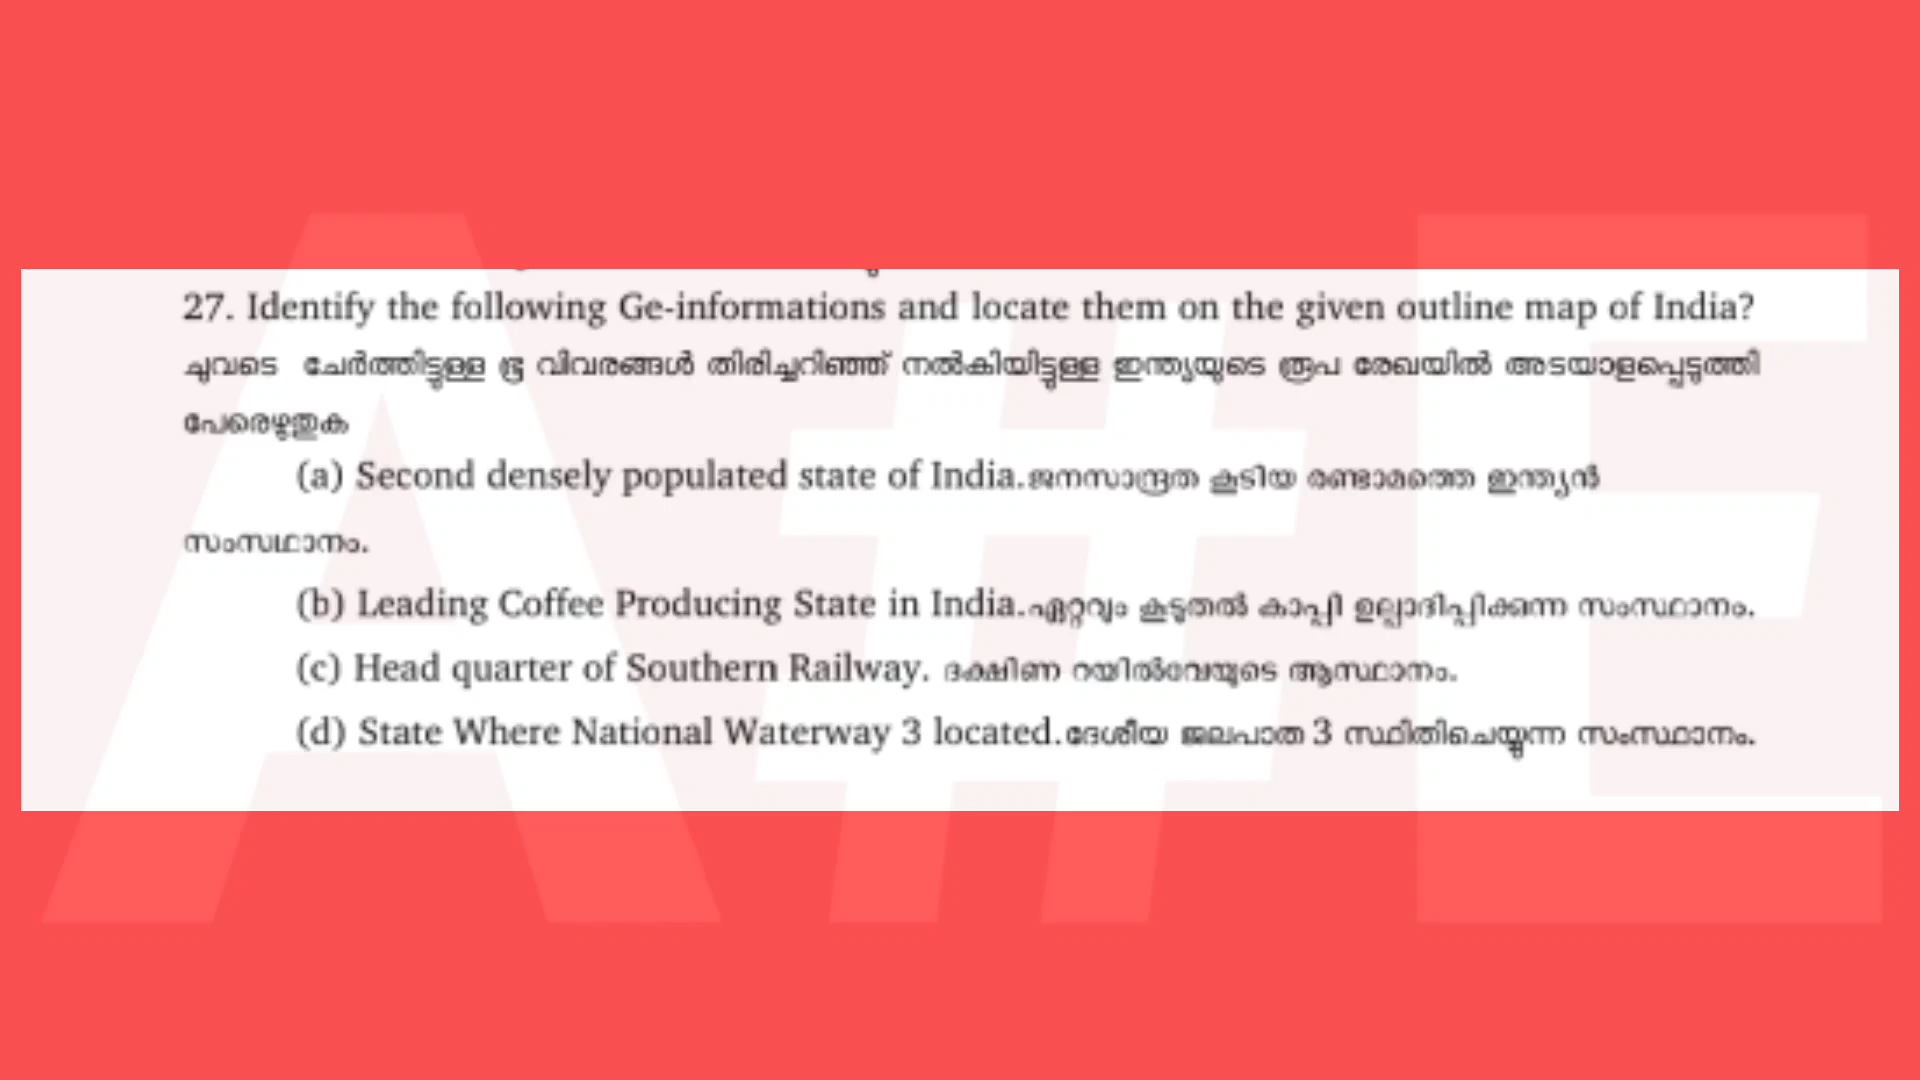 27. Identify the following Ge-informations and locate them on the given outline map of India?
ചുവടെ ചേർത്തിട്ടുള്ള ഭൂ വിവരങ്ങൾ തിരിച്ചറിഞ്ഞ് നൽകിയിട്ടുള്ള ഇന്ത്യയുടെ രൂപ രേഖയിൽ അടയാളപ്പെടുത്തി
പേരെഴുതുക
(a) Second densely populated state of India.ജനസാന്ദ്രത കൂടിയ രണ്ടാമത്തെ ഇന്ത്യൻ
സംസ്ഥാനം.
(b) Leading Coffee Producing State in India.ഏറ്റവും കൂടുതൽ കാപ്പി ഉല്പാദിപ്പിക്കുന്ന സംസ്ഥാനം.
(c) Head quarter of Southern Railway. ദക്ഷിണ റയിൽവേയുടെ ആസ്ഥാനം.
(d) State Where National Waterway 3 located.ദേശീയ ജലപാത 3 സ്ഥിതിചെയ്യുന്ന സംസ്ഥാനം.
A#E